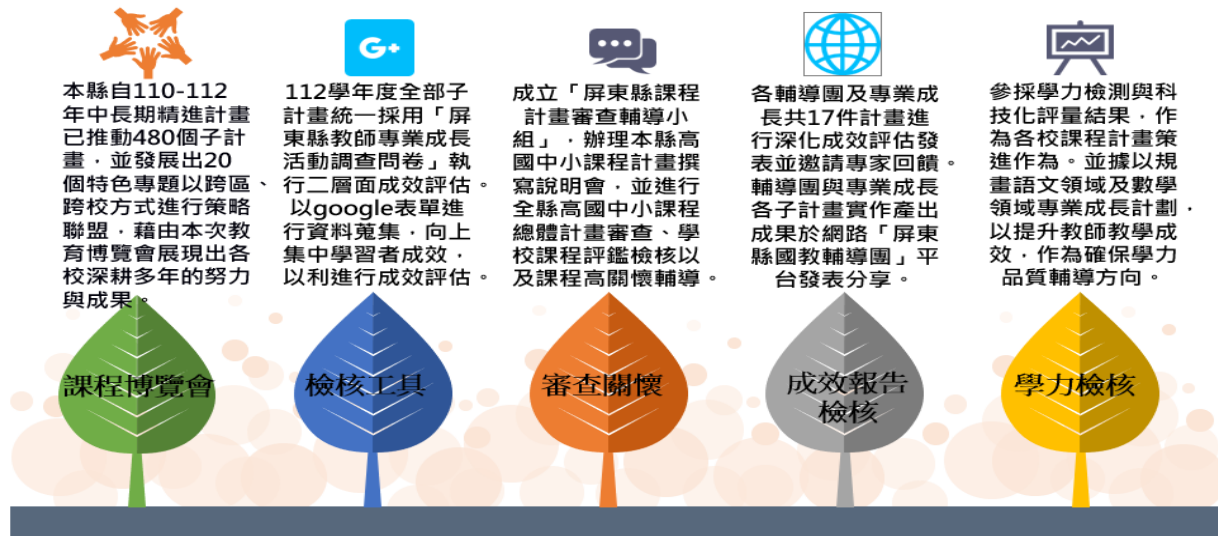 G+
本縣自110-112
年中長期精進計畫
已推動480個子計
畫，並發展出20
個特色專題以跨區、
跨校方式進行策略
聯盟，藉由本次教
育博覽會展現出各
校深耕多年的努力
與成果。
112學年度全部子
計畫統一採用「屏
東縣教師專業成長
活動調查問卷」執
行二層面成效評估。
以google表單進
行資料蒐集，向上
集中學習者成效，
以利進行成效評估。
成立「屏東縣課程
計畫審查輔導小
組」，辦理本縣高
國中小課程計畫撰
寫說明會，並進行
全縣高國中小課程
總體計畫審查、學
校課程評鑑檢核以
及課程高關懷輔導。
各輔導團及專業成
長共17件計畫進
行深化成效評估發
表並邀請專家回饋。
輔導團與專業成長
各子計畫實作產出
成果於網路「屏東
縣國教輔導團」平
台發表分享。
參採學力檢測與科
技化評量結果，作
為各校課程計畫策
進作為。並據以規
畫語文領域及數學
領域專業成長計劃，
以提升教師教學成
效，作為確保學力
品質輔導方向。
課程博覽會
檢核工具
審查關懷
成效報告
檢核
學力檢核